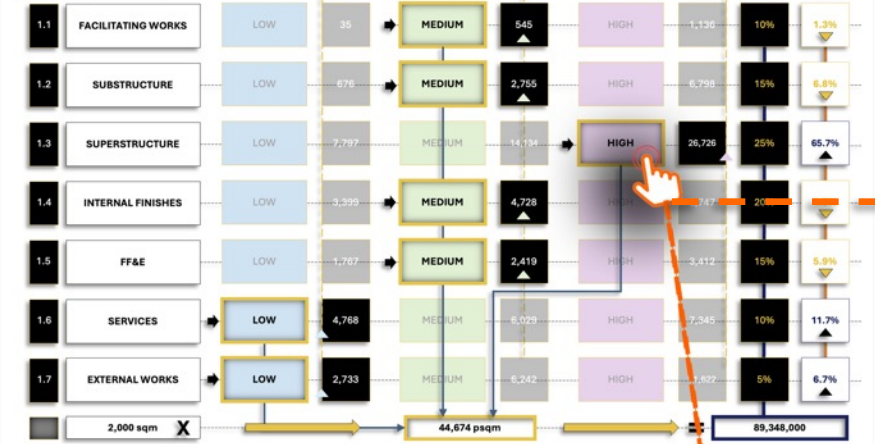 1.1 FACILITATING WORKS LOW 35 MEDIUM 545 HIGH 1,136 10% 1.3%
1.2 SUBSTRUCTURE LOW 676 MEDIUM 2,755 HIGH 6,798 15% 6.8%
1.3 SUPERSTRUCTURE LOW 7,797 MEDIUM 14,134 HIGH 26,726 25% 65.7%
1.4 INTERNAL FINISHES LOW 3,399 MEDIUM 4,728 20%
1.5 FF&E LOW 1,767 MEDIUM 2,419 HIGH 3,412 15% 5.9%
1.6 SERVICES LOW 4,768 MEDIUM 6,029 HIGH 7,345 10% 11.7%
1.7 EXTERNAL WORKS LOW 2,733 MEDIUM 6,242 HIGH 5% 6.7%
2,000 sqm X 44,674 psqm = 89,348,000